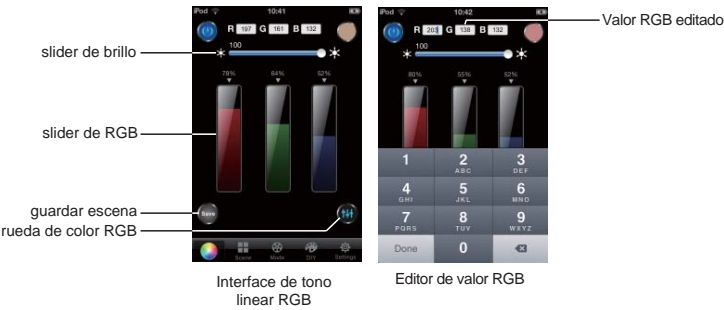 iPod 10:41
R 197 G 161 B 132
100
78% 64% 52%
Save
Scene Mode DIY Settings
slider de brillo
slider de RGB
guardar escena
rueda de color RGB
Interface de tono
linear RGB
iPod 10:42
R 203 G 138 B 132
100
80% 55% 52%
1 2 3
ABC DEF
4 5 6
GHI JKL MNO
7 8 9
PQRS TUV WXYZ
Done 0
Editor de valor RGB
Valor RGB editado